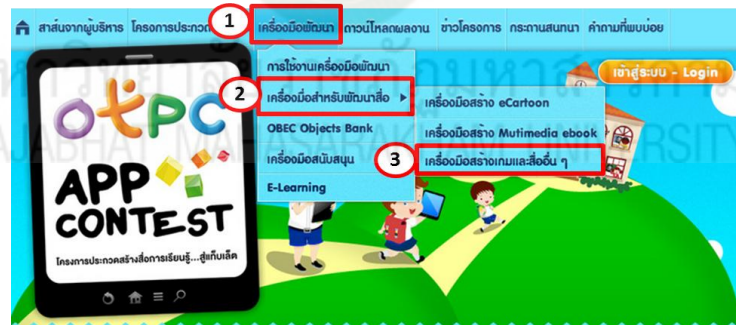 สาส์นจากผู้บริหาร โครงการประกวด 1 เครื่องมือพัฒนา ดาวน์โหลดผลงาน ข่าวโครงการ กระดานสนทนา คำถามที่พบบ่อย
เข้าสู่ระบบ - Login
การใช้งานเครื่องมือพัฒนา
2 เครื่องมือสำหรับพัฒนาสื่อ
เครื่องมือสร้าง eCartoon
OBEC Objects Bank
เครื่องมือสร้าง Mutimedia ebook
เครื่องมือสนับสนุน
3 เครื่องมือสร้างเกมและสื่ออื่น ๆ
E-Learning
otpc
APP
CONTEST
โครงการประกวดสร้างสื่อการเรียนรู้...สู่แท็บเล็ต